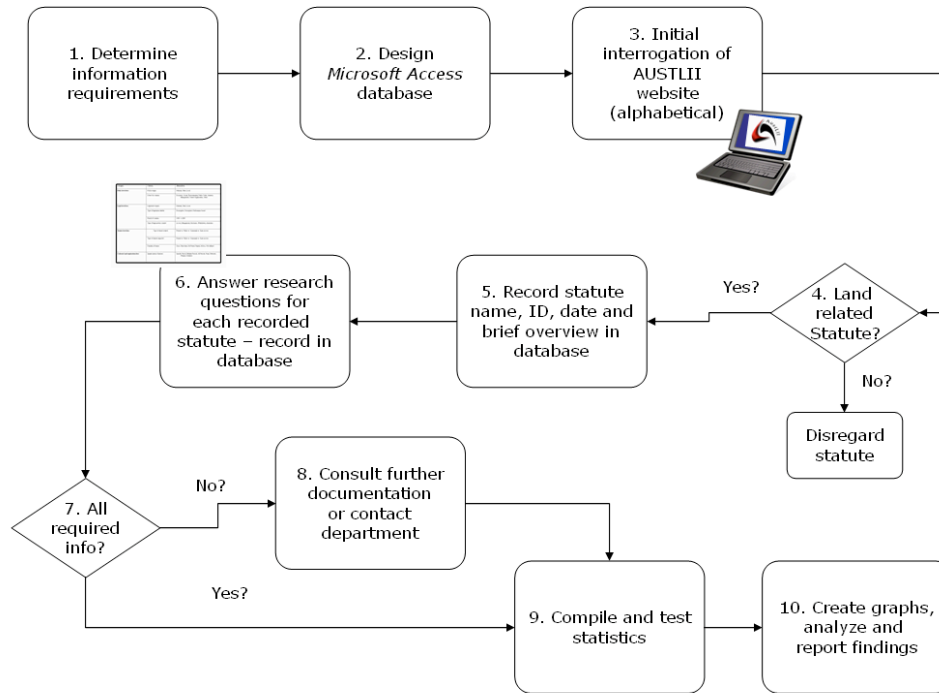 1. Determine
information
requirements
2. Design
Microsoft Access
database
3. Initial
interrogation of
AUSTLII
website
(alphabetical)
4. Land
related
Statute?
Yes?
No?
Disregard
statute
5. Record statute
name, ID, date and
brief overview in
database
6. Answer research
questions for
each recorded
statute – record in
database
7. All
required
info?
No?
Yes?
8. Consult further
documentation
or contact
department
9. Compile and test
statistics
10. Create graphs,
analyze and
report findings